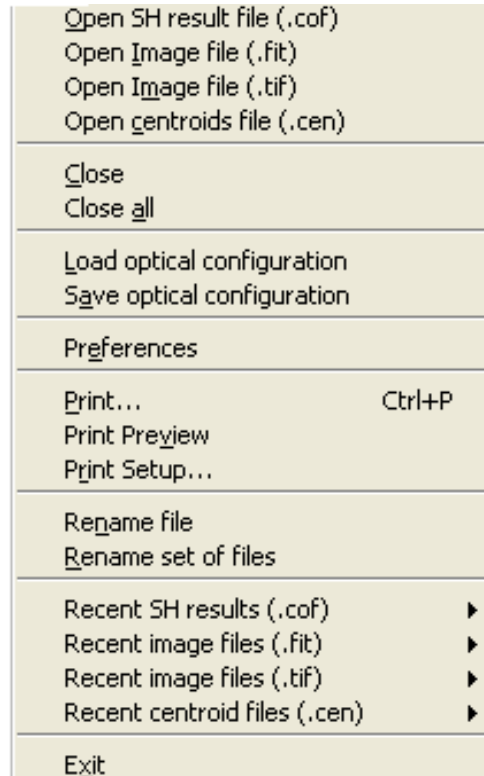 Open SH result file (.cof)
Open Image file (.fit)
Open Image file (.tif)
Open centroids file (.cen)
Close
Close all
Load optical configuration
Save optical configuration
Preferences
Print... Ctrl+P
Print Preview
Print Setup...
Rename file
Rename set of files
Recent SH results (.cof)
Recent image files (.fit)
Recent image files (.tif)
Recent centroid files (.cen)
Exit